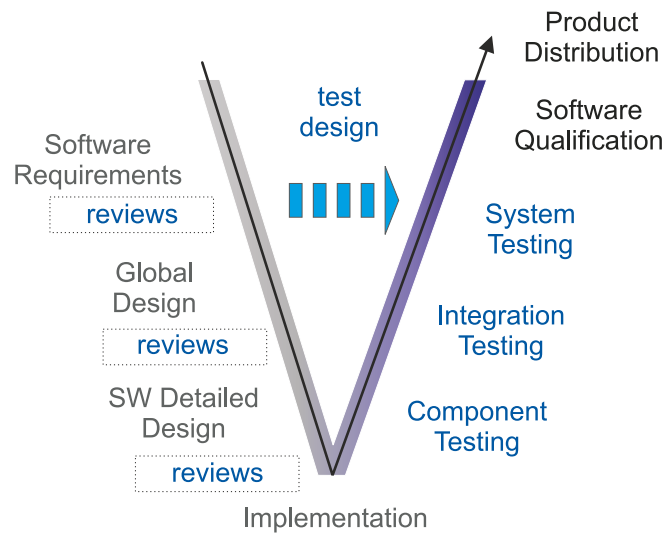 Product
Distribution
test
design
Software
Qualification
Software
Requirements
reviews
System
Testing
Global
Design
reviews
Integration
Testing
SW Detailed
Design
reviews
Component
Testing
Implementation